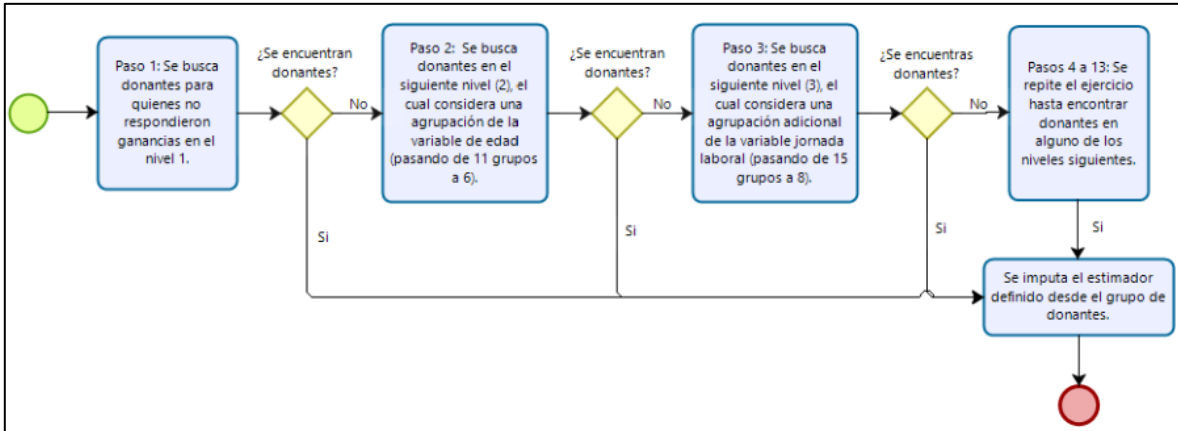 Paso 1: Se busca
donantes para
quienes no
respondieron
ganancias en el
nivel 1.
¿Se encuentran
donantes?
No
Si
Paso 2:  Se busca
donantes en el
siguiente nivel (2), el
cual considera una
agrupación de la
variable de edad
(pasando de 11 grupos
a 6).
¿Se encuentran
donantes?
No
Si
Paso 3: Se busca
donantes en el
siguiente nivel (3), el
cual considera una
agrupación adicional
de la variable jornada
laboral (pasando de 15
grupos a 8).
¿Se encuentras
donantes?
No
Si
Pasos 4 a 13: Se
repite el ejercicio
hasta encontrar
donantes en
alguno de los
niveles siguientes.
Si
Se imputa el estimador
definido desde el grupo de
donantes.